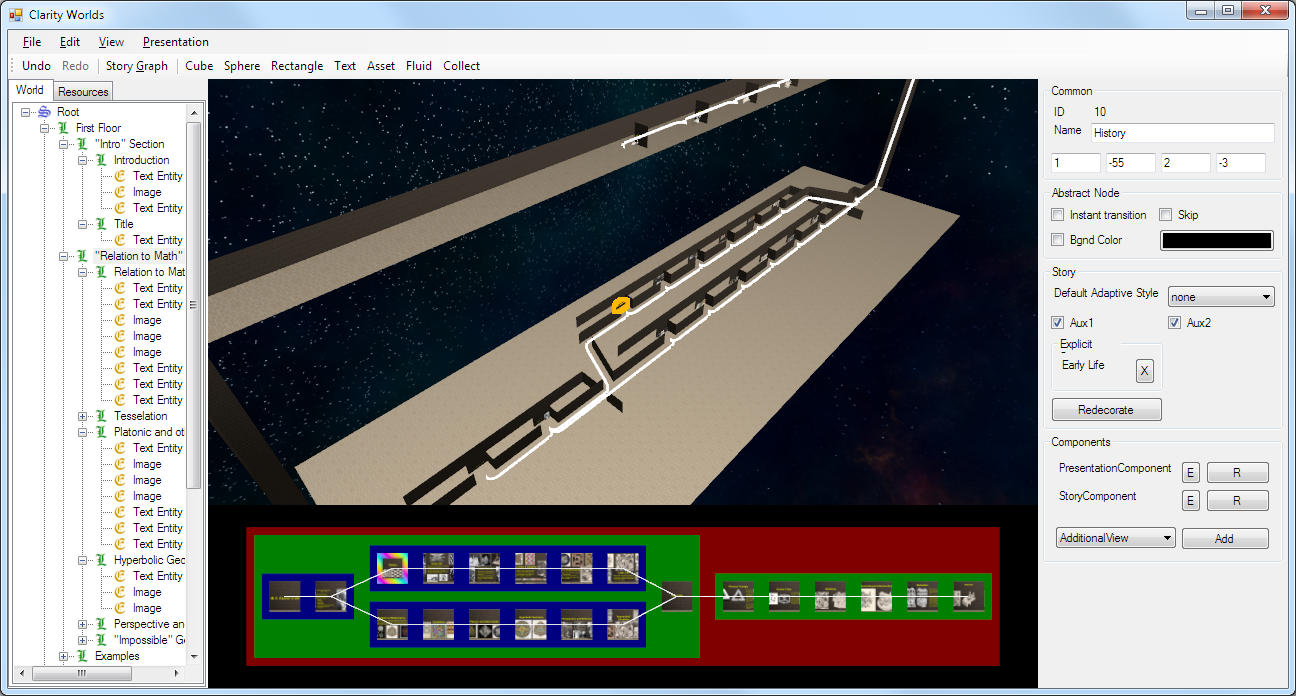 Clarity Worlds
File Edit View Presentation
Undo Redo Story Graph Cube Sphere Rectangle Text Asset Fluid Collect
World Resources
Root
First Floor
"Intro" Section
Introduction
Text Entity
Image
Text Entity
Title
Text Entity
"Relation to Math"
Relation to Mat
Text Entity
Text Entity
Image
Image
Image
Text Entity
Text Entity
Text Entity
Tesselation
Platonic and ot
Text Entity
Image
Image
Image
Text Entity
Text Entity
Text Entity
Hyperbolic Geo
Text Entity
Image
Image
Perspective an
"Impossible" Ge
Examples
Common
ID 10
Name History
1 -55 2 -3
Abstract Node
Instant transition Skip
Bgnd Color
Story
Default Adaptive Style none
Aux1 Aux2
Explicit
Early Life X
Redecorate
Components
PresentationComponent E R
StoryComponent E R
AdditionalView Add